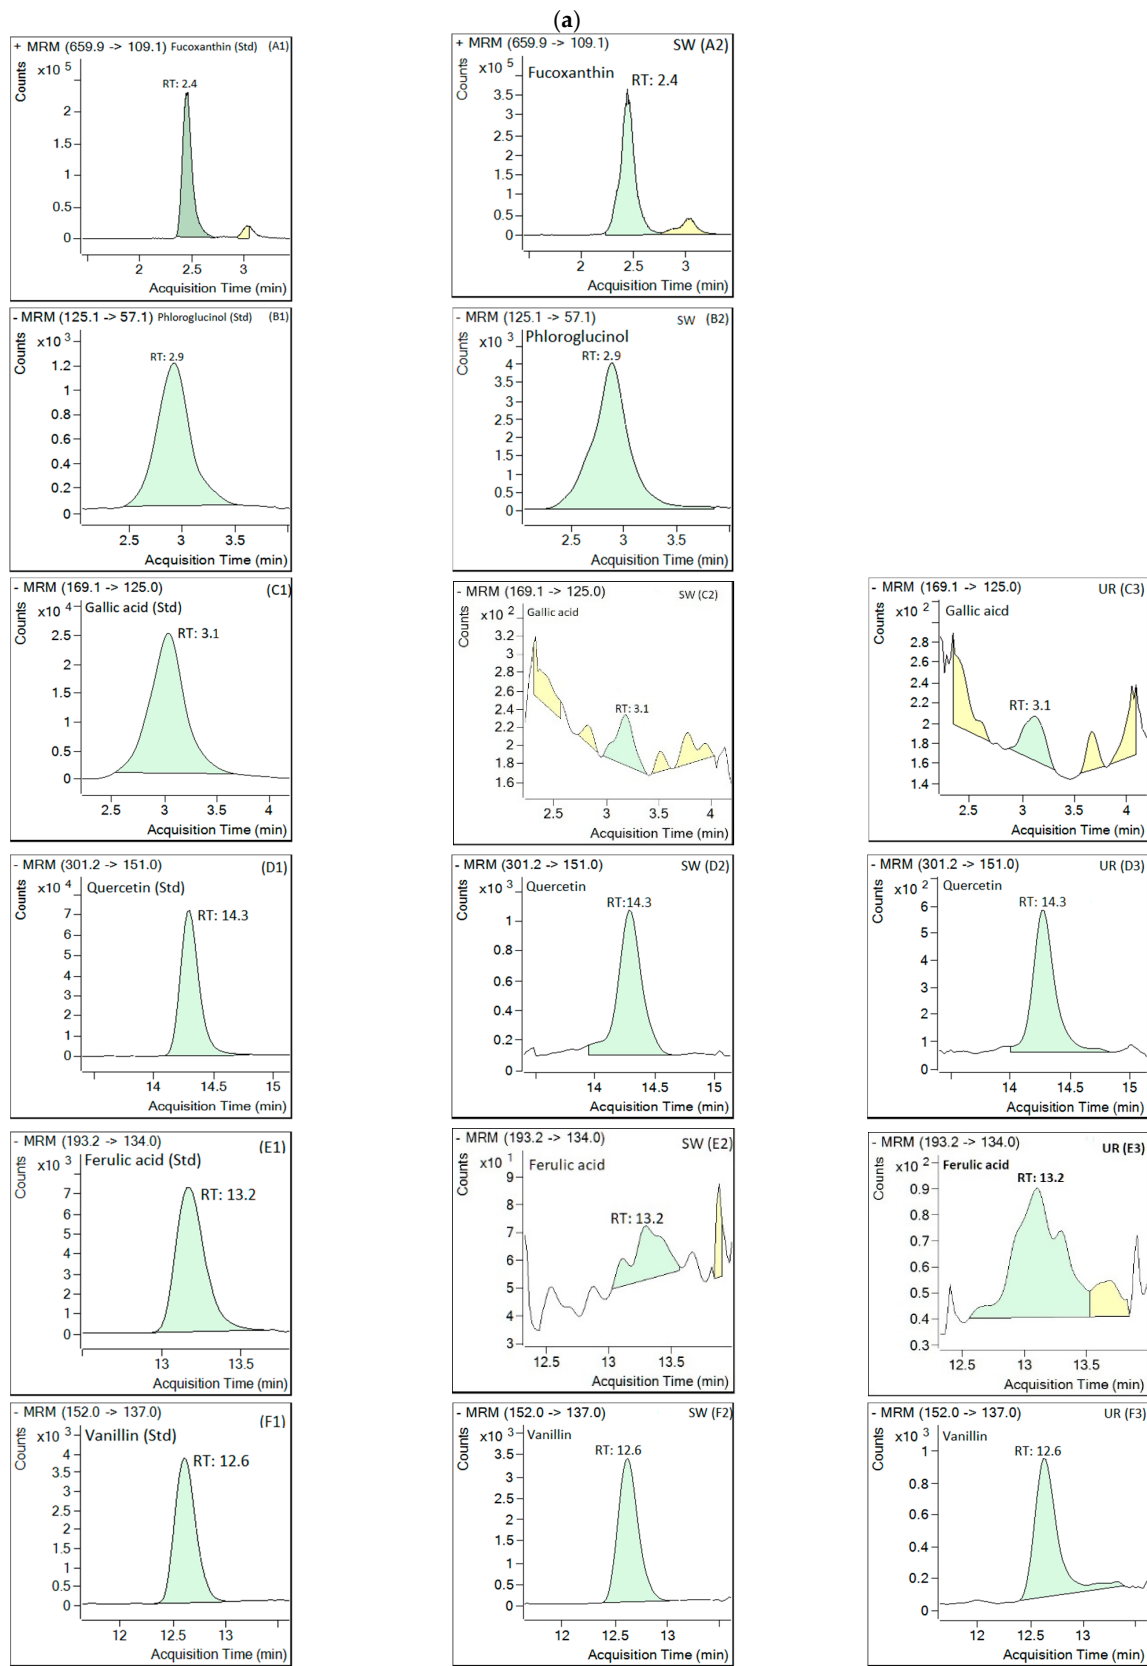 (a)
+ MRM (659.9 -> 109.1) Fucoxanthin (Std) (A1)
x10 5
Counts
RT: 2.4
2
1.5
1
0.5
0
2 2.5 3
Acquisition Time (min)
+ MRM (659.9 -> 109.1) SW (A2)
x10 5
Counts
Fucoxanthin
RT: 2.4
3.5
3
2.5
2
1.5
1
0.5
0
2 2.5 3
Acquisition Time (min)
- MRM (125.1 -> 57.1) Phloroglucinol (Std) (B1)
x10 3
Counts
RT: 2.9
1.2
1
0.8
0.6
0.4
0.2
0
2.5 3 3.5
Acquisition Time (min)
- MRM (125.1 -> 57.1) SW (B2)
x10 3
Counts
Phloroglucinol
RT: 2.9
4
3.5
3
2.5
2
1.5
1
0.5
0
2.5 3 3.5
Acquisition Time (min)
- MRM (169.1 -> 125.0) (C1)
x10 4
Counts
Gallic acid (Std)
RT: 3.1
2.5
2
1.5
1
0.5
0
2.5 3 3.5 4
Acquisition Time (min)
- MRM (169.1 -> 125.0) SW (C2)
x10 2
Counts
Gallic acid
RT: 3.1
3.2
3
2.8
2.6
2.4
2.2
2
1.8
1.6
2.5 3 3.5 4
Acquisition Time (min)
- MRM (169.1 -> 125.0) UR (C3)
x10 2
Counts
Gallic aicd
RT: 3.1
2.8
2.6
2.4
2.2
2
1.8
1.6
1.4
2.5 3 3.5 4
Acquisition Time (min)
- MRM (301.2 -> 151.0) (D1)
x10 4
Counts
Quercetin (Std)
RT: 14.3
7
6
5
4
3
2
1
0
14 14.5 15
Acquisition Time (min)
- MRM (301.2 -> 151.0) SW (D2)
x10 3
Counts
Quercetin
RT:14.3
1
0.8
0.6
0.4
0.2
0
14 14.5 15
Acquisition Time (min)
- MRM (301.2 -> 151.0) UR (D3)
x10 2
Counts
Quercetin
RT: 14.3
6
5
4
3
2
1
0
14 14.5 15
Acquisition Time (min)
- MRM (193.2 -> 134.0) (E1)
x10 3
Counts
Ferulic acid (Std)
RT: 13.2
7
6
5
4
3
2
1
0
13 13.5
Acquisition Time (min)
- MRM (193.2 -> 134.0) SW (E2)
x10 1
Counts
Ferulic acid
RT: 13.2
9
8
7
6
5
4
3
12.5 13 13.5
Acquisition Time (min)
- MRM (193.2 -> 134.0) UR (E3)
x10 2
Counts
Ferulic acid
RT: 13.2
0.9
0.8
0.7
0.6
0.5
0.4
0.3
12.5 13 13.5
Acquisition Time (min)
- MRM (152.0 -> 137.0) (F1)
x10 3
Counts
Vanillin (Std)
RT: 12.6
4
3.5
3
2.5
2
1.5
1
0.5
0
12 12.5 13
Acquisition Time (min)
- MRM (152.0 -> 137.0) SW (F2)
x10 3
Counts
Vanillin
RT: 12.6
3.5
3
2.5
2
1.5
1
0.5
0
12 12.5 13
Acquisition Time (min)
- MRM (152.0 -> 137.0) UR (F3)
x10 3
Counts
Vanillin
RT: 12.6
1
0.8
0.6
0.4
0.2
0
12 12.5 13
Acquisition Time (min)